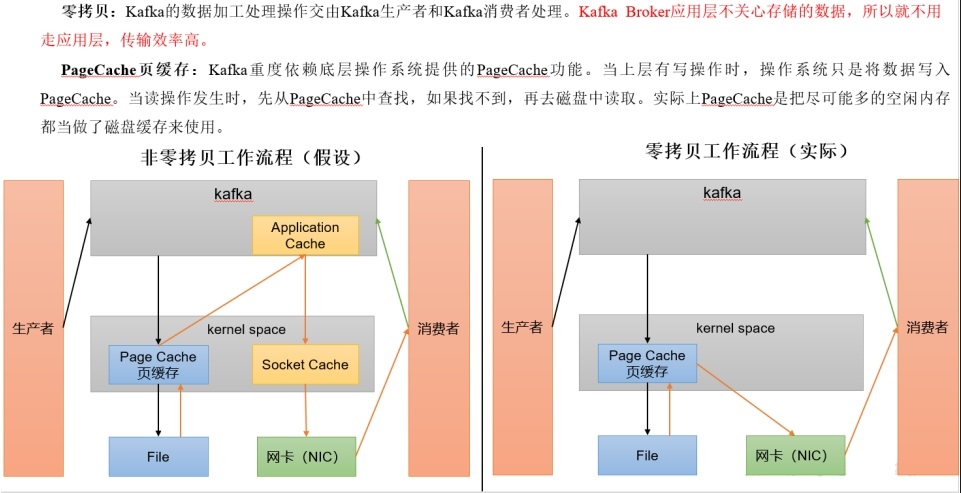 零拷贝：Kafka的数据加工处理操作交由Kafka生产者和Kafka消费者处理。Kafka Broker应用层不关心存储的数据，所以就不用
走应用层，传输效率高。
PageCache页缓存：Kafka重度依赖底层操作系统提供的PageCache功能。当上层有写操作时，操作系统只是将数据写入
PageCache。当读操作发生时，先从PageCache中查找，如果找不到，再去磁盘中读取。实际上PageCache是把尽可能多的空闲内存
都当做了磁盘缓存来使用。
非零拷贝工作流程（假设）
kafka
Application
Cache
生产者
kernel space
消费者
Page Cache
页缓存
Socket Cache
File
网卡（NIC）
零拷贝工作流程（实际）
kafka
生产者
kernel space
消费者
Page Cache
页缓存
File
网卡（NIC）